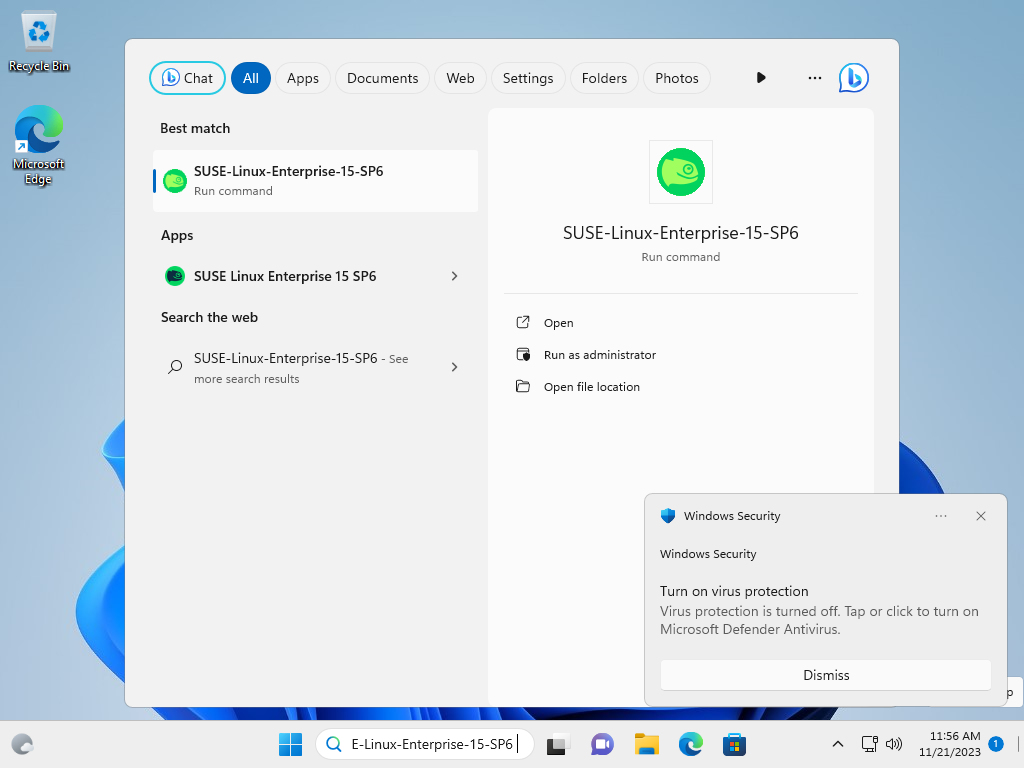 Recycle Bin
Microsoft
Edge
Chat
All
Apps
Documents
Web
Settings
Folders
Photos
Best match
SUSE-Linux-Enterprise-15-SP6
Run command
Apps
SUSE Linux Enterprise 15 SP6
Search the web
SUSE-Linux-Enterprise-15-SP6 - See
more search results
SUSE-Linux-Enterprise-15-SP6
Run command
Open
Run as administrator
Open file location
Windows Security
Windows Security
Turn on virus protection
Virus protection is turned off. Tap or click to turn on
Microsoft Defender Antivirus.
Dismiss
p
E-Linux-Enterprise-15-SP6
11:56 AM
11/21/2023
1